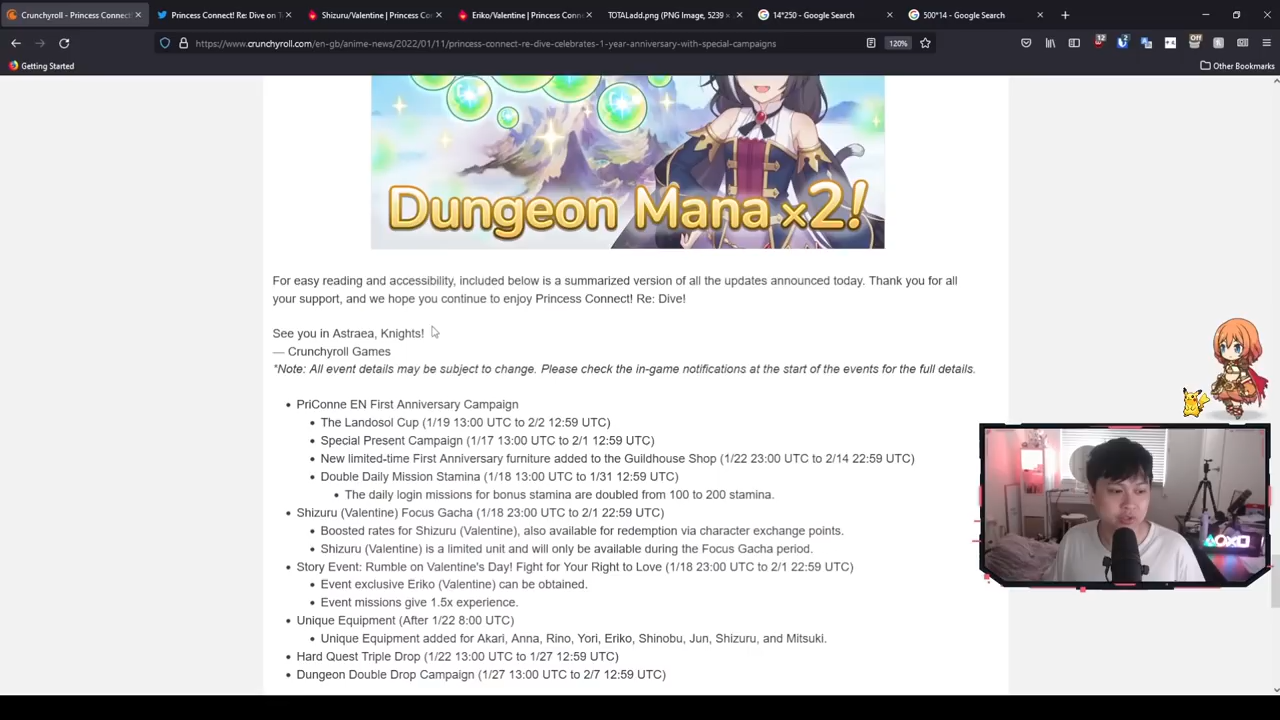 Crunchyroll - Princess Connect!
Princess Connect! Re: Dive on T
Shizuru/Valentine | Princess Con
Eriko/Valentine | Princess Conne
TOTALadd.png (PNG Image, 5239 ×
14*250 - Google Search
500*14 - Google Search
https://www.crunchyroll.com/en-gb/anime-news/2022/01/11/princess-connect-re-dive-celebrates-1-year-anniversary-with-special-campaigns
120%
12
2
Off
Getting Started
Other Bookmarks
Dungeon Mana ×2!
For easy reading and accessibility, included below is a summarized version of all the updates announced today. Thank you for all
your support, and we hope you continue to enjoy Princess Connect! Re: Dive!
See you in Astraea, Knights!
— Crunchyroll Games
*Note: All event details may be subject to change. Please check the in-game notifications at the start of the events for the full details.
• PriConne EN First Anniversary Campaign
• The Landosol Cup (1/19 13:00 UTC to 2/2 12:59 UTC)
• Special Present Campaign (1/17 13:00 UTC to 2/1 12:59 UTC)
• New limited-time First Anniversary furniture added to the Guildhouse Shop (1/22 23:00 UTC to 2/14 22:59 UTC)
• Double Daily Mission Stamina (1/18 13:00 UTC to 1/31 12:59 UTC)
• The daily login missions for bonus stamina are doubled from 100 to 200 stamina.
• Shizuru (Valentine) Focus Gacha (1/18 23:00 UTC to 2/1 22:59 UTC)
• Boosted rates for Shizuru (Valentine), also available for redemption via character exchange points.
• Shizuru (Valentine) is a limited unit and will only be available during the Focus Gacha period.
• Story Event: Rumble on Valentine's Day! Fight for Your Right to Love (1/18 23:00 UTC to 2/1 22:59 UTC)
• Event exclusive Eriko (Valentine) can be obtained.
• Event missions give 1.5x experience.
• Unique Equipment (After 1/22 8:00 UTC)
• Unique Equipment added for Akari, Anna, Rino, Yori, Eriko, Shinobu, Jun, Shizuru, and Mitsuki.
• Hard Quest Triple Drop (1/22 13:00 UTC to 1/27 12:59 UTC)
• Dungeon Double Drop Campaign (1/27 13:00 UTC to 2/7 12:59 UTC)